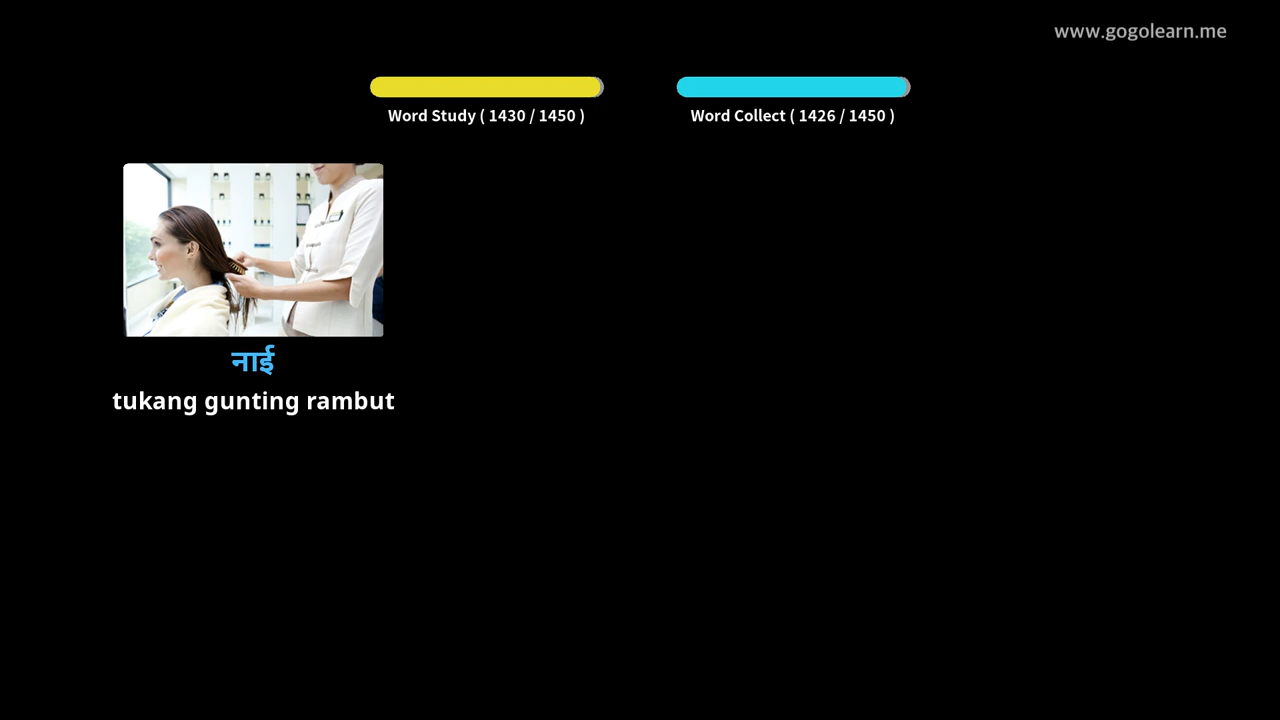 www.gogolearn.me
Word Study ( 1430 / 1450 )
Word Collect ( 1426 / 1450 )
नाई
tukang gunting rambut